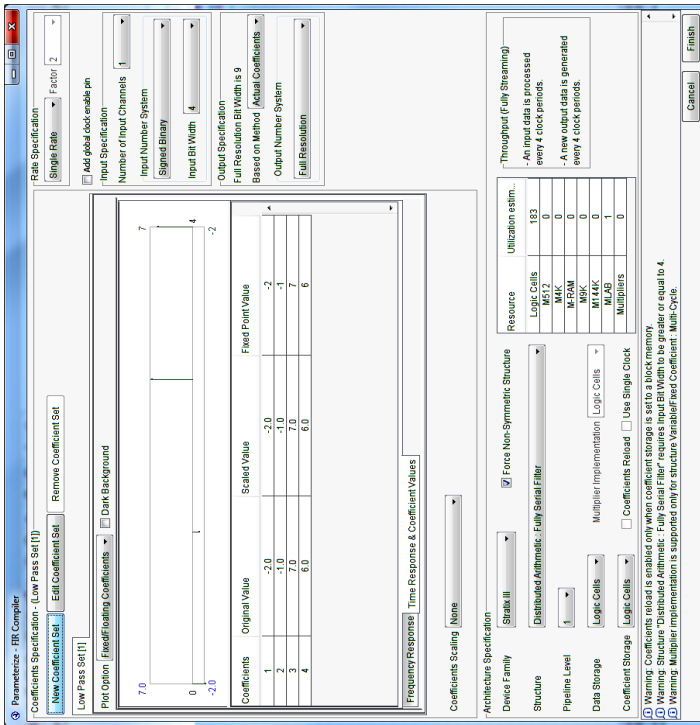 Parameterize - FIR Compiler
Coefficients Specification - (Low Pass Set [1])
New Coefficient Set Edit Coefficient Set Remove Coefficient Set
Low Pass Set [1]
Plot Option Fixed/Floating Coefficients Dark Background
7.0 7
0 4
-2.0 -2
Coefficients Original Value Scaled Value Fixed Point Value
1 -2.0 -2.0 -2
2 -1.0 -1.0 -1
3 7.0 7.0 7
4 6.0 6.0 6
Frequency Response Time Response & Coefficient Values
Coefficients Scaling None
Rate Specification
Single Rate Factor 2
Add global clock enable pin
Input Specification
Number of Input Channels 1
Input Number System
Signed Binary
Input Bit Width 4
Output Specification
Full Resolution Bit Width is 9
Based on Method Actual Coefficients
Output Number System
Full Resolution
Architecture Specification
Device Family Stratix III Force Non-Symmetric Structure
Structure Distributed Arithmetic : Fully Serial Filter
Pipeline Level 1
Data Storage Logic Cells Multiplier Implementation Logic Cells
Coefficient Storage Logic Cells Coefficients Reload Use Single Clock
Resource Utilization estim...
Logic Cells 183
M512 0
M4K 0
M-RAM 0
M9K 0
M144K 0
MLAB 1
Multipliers 0
Throughput (Fully Streaming)
- An input data is processed
every 4 clock periods.
- A new output data is generated
every 4 clock periods.
Warning: Coefficients reload is enabled only when coefficient storage is set to a block memory.
Warning: Structure "Distributed Arithmetic : Fully Serial Filter" requires Input Bit Width to be greater or equal to 4.
Warning: Multiplier Implementation is supported only for structure Variable/Fixed Coefficient : Multi-Cycle.
Cancel Finish